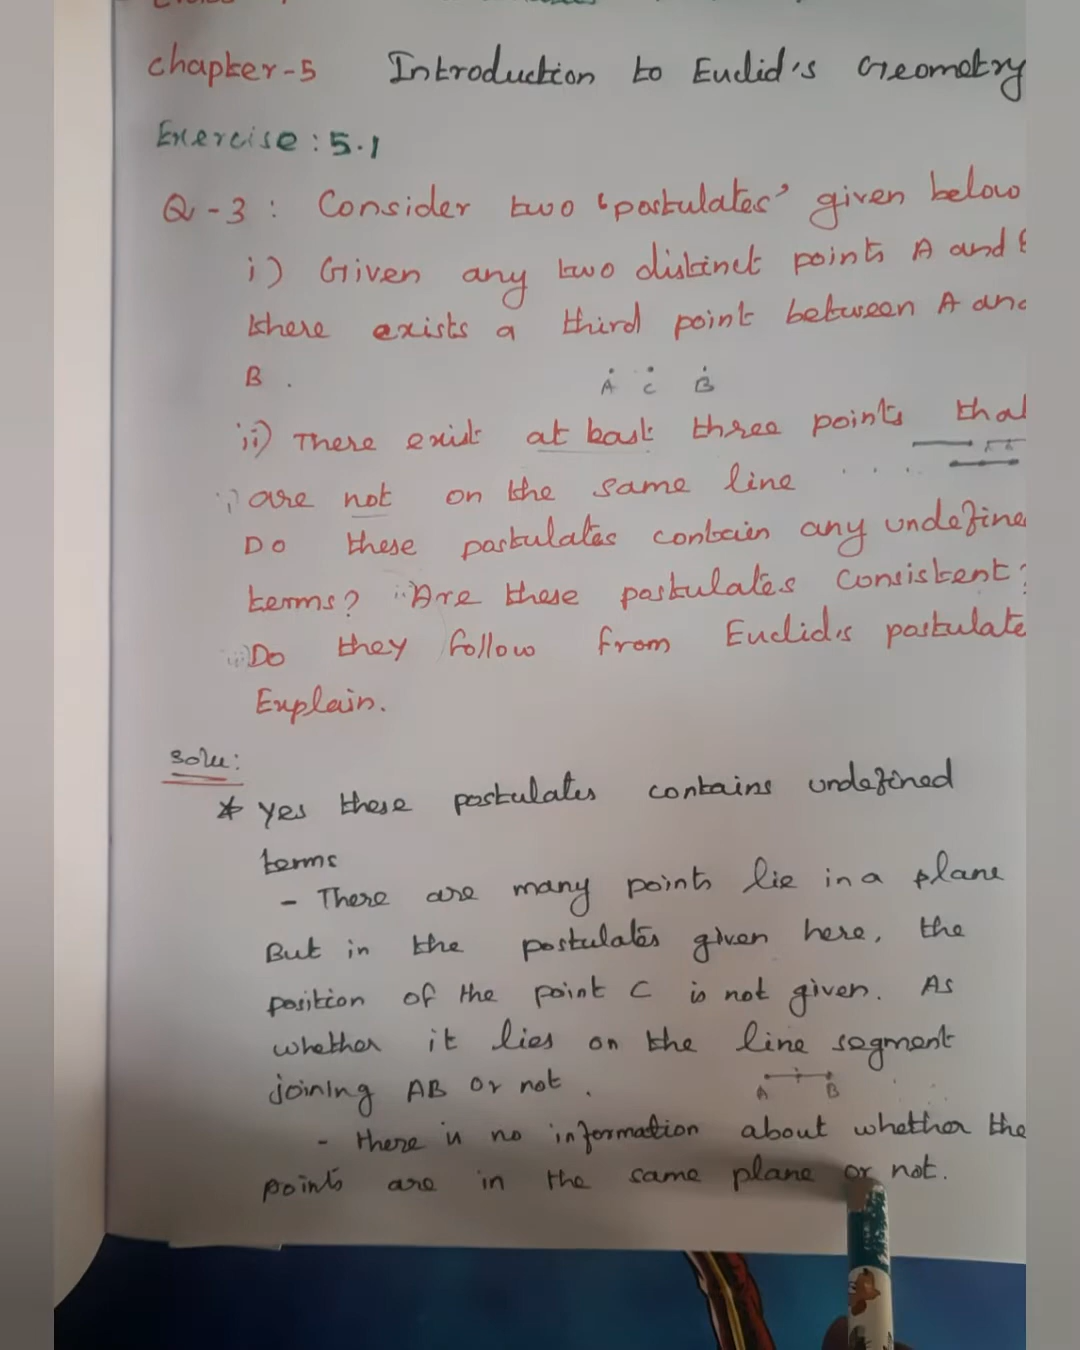 chapter-5 Introduction to Euclid's Geometry
Exercise : 5.1
Q-3 : Consider two 'postulates' given below
i) Given any two distinct points A and
there exists a third point between A and
B .
A C B
ii) There exist at least three points that
i) are not on the same line
Do these postulates contain any undefine
terms? ii) Are these postulates consistent?
iii) Do they follow from Euclid's postulate
Explain.
Solu:
* Yes these postulates contains undefined
terms
- There are many points lie in a plane
But in the postulates given here, the
position of the point C is not given. As
whether it lies on the line segment
joining AB or not .
A B
- there is no information about whether the
points are in the same plane or not.